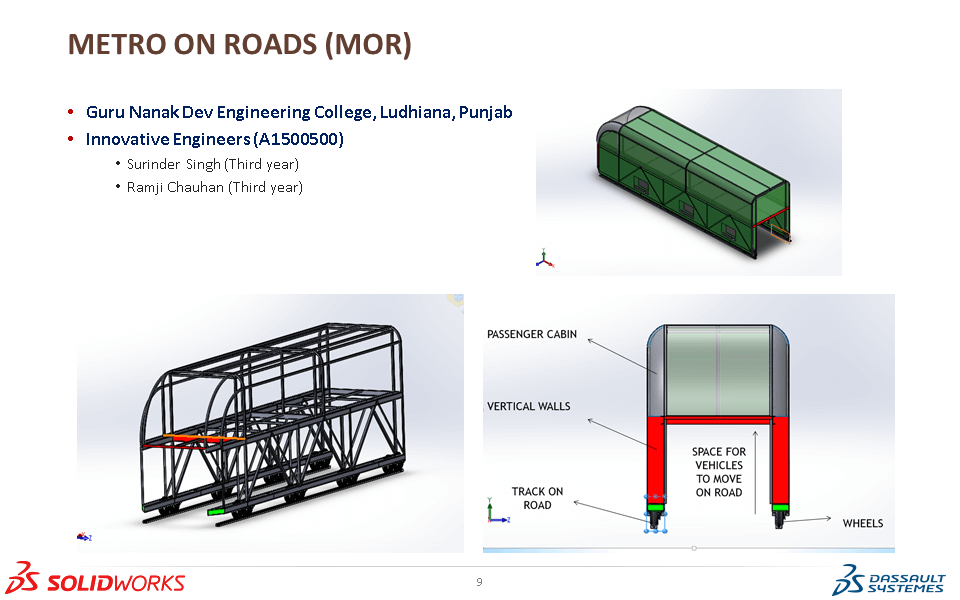 METRO ON ROADS (MOR)
• Guru Nanak Dev Engineering College, Ludhiana, Punjab
• Innovative Engineers (A1500500)
• Surinder Singh (Third year)
• Ramji Chauhan (Third year)
PASSENGER CABIN
VERTICAL WALLS
SPACE FOR
VEHICLES
TO MOVE
ON ROAD
TRACK ON
ROAD
WHEELS
Y
Z
Z
SOLIDWORKS
9
DASSAULT
SYSTEMES